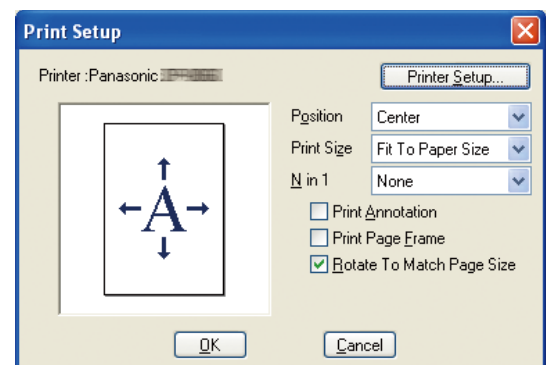 Print Setup
Printer :Panasonic
Printer Setup...
Position Center
Print Size Fit To Paper Size
N in 1 None
Print Annotation
Print Page Frame
Rotate To Match Page Size
A
OK Cancel